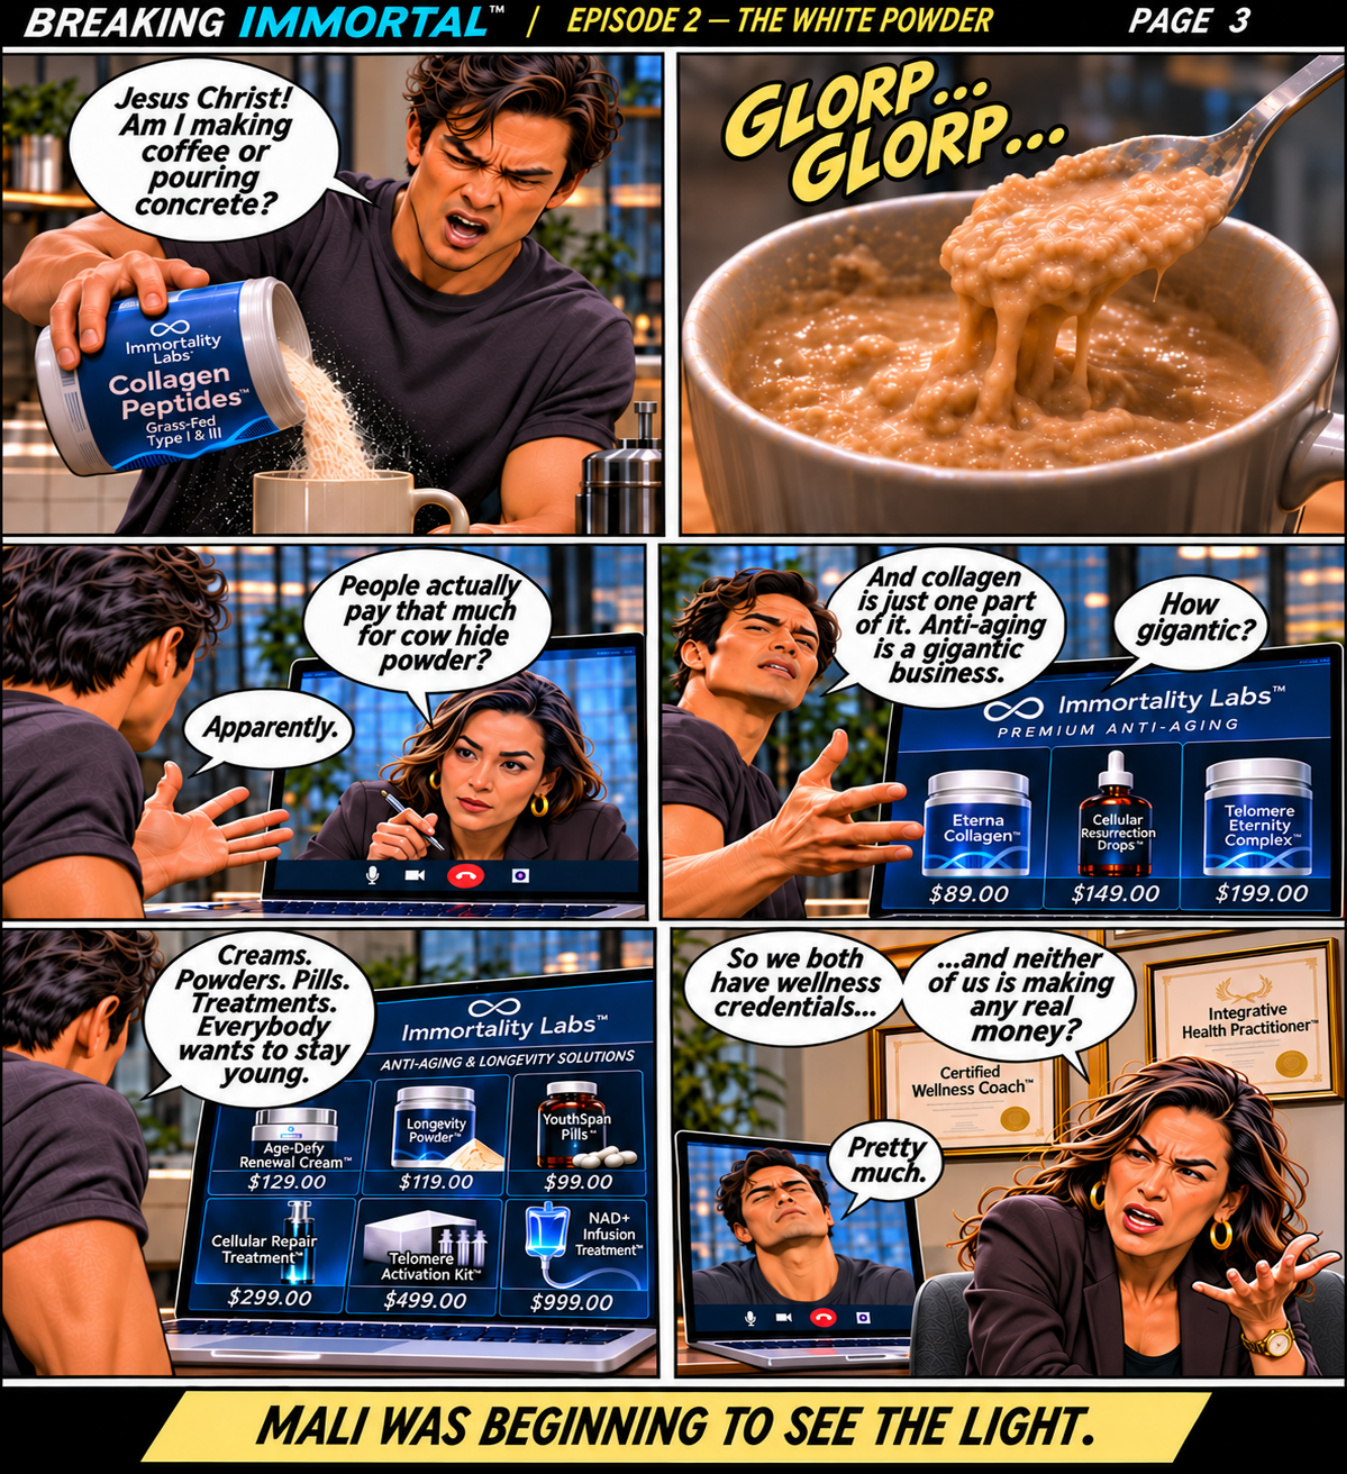 BREAKING IMMORTAL™ / EPISODE 2 – THE WHITE POWDER PAGE 3
Jesus Christ!
Am I making
coffee or
pouring
concrete?
Immortality
Labs
Collagen
Peptides™
Grass-Fed
Type I & III
GLORP...
GLORP...
People actually
pay that much
for cow hide
powder?
Apparently.
And collagen
is just one part
of it. Anti-aging
is a gigantic
business.
How
gigantic?
Immortality Labs™
PREMIUM ANTI-AGING
Eterna
Collagen™
$89.00
Cellular
Resurrection
Drops™
$149.00
Telomere
Eternity
Complex™
$199.00
Creams.
Powders. Pills.
Treatments.
Everybody
wants to stay
young.
Immortality Labs™
ANTI-AGING & LONGEVITY SOLUTIONS
Age-Defy
Renewal Cream™
$129.00
Longevity
Powder™
$119.00
YouthSpan
Pills™
$99.00
Cellular Repair
Treatment™
$299.00
Telomere
Activation Kit™
$499.00
NAD+
Infusion
Treatment™
$999.00
So we both
have wellness
credentials...
...and neither
of us is making
any real
money?
Integrative
Health Practitioner™
Certified
Wellness Coach™
Pretty
much.
MALI WAS BEGINNING TO SEE THE LIGHT.